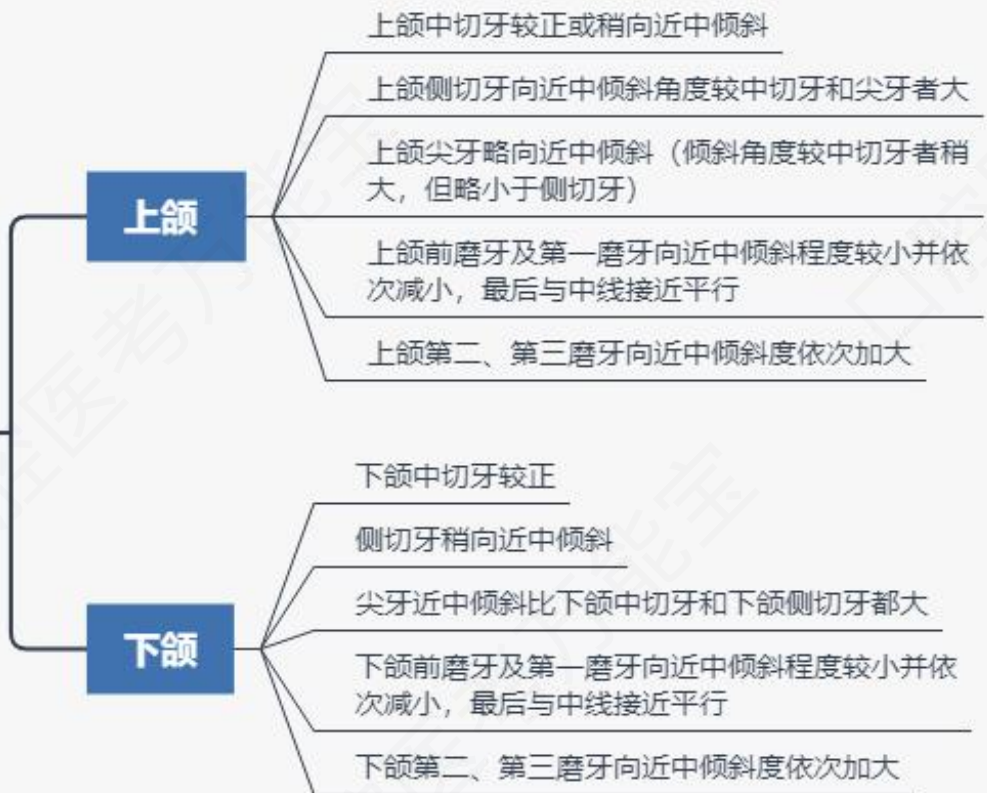 上颌
上颌中切牙较正或稍向近中倾斜
上颌侧切牙向近中倾斜角度较中切牙和尖牙者大
上颌尖牙略向近中倾斜（倾斜角度较中切牙者稍
大，但略小于侧切牙）
上颌前磨牙及第一磨牙向近中倾斜程度较小并依
次减小，最后与中线接近平行
上颌第二、第三磨牙向近中倾斜度依次加大
下颌
下颌中切牙较正
侧切牙稍向近中倾斜
尖牙近中倾斜比下颌中切牙和下颌侧切牙都大
下颌前磨牙及第一磨牙向近中倾斜程度较小并依
次减小，最后与中线接近平行
下颌第二、第三磨牙向近中倾斜度依次加大